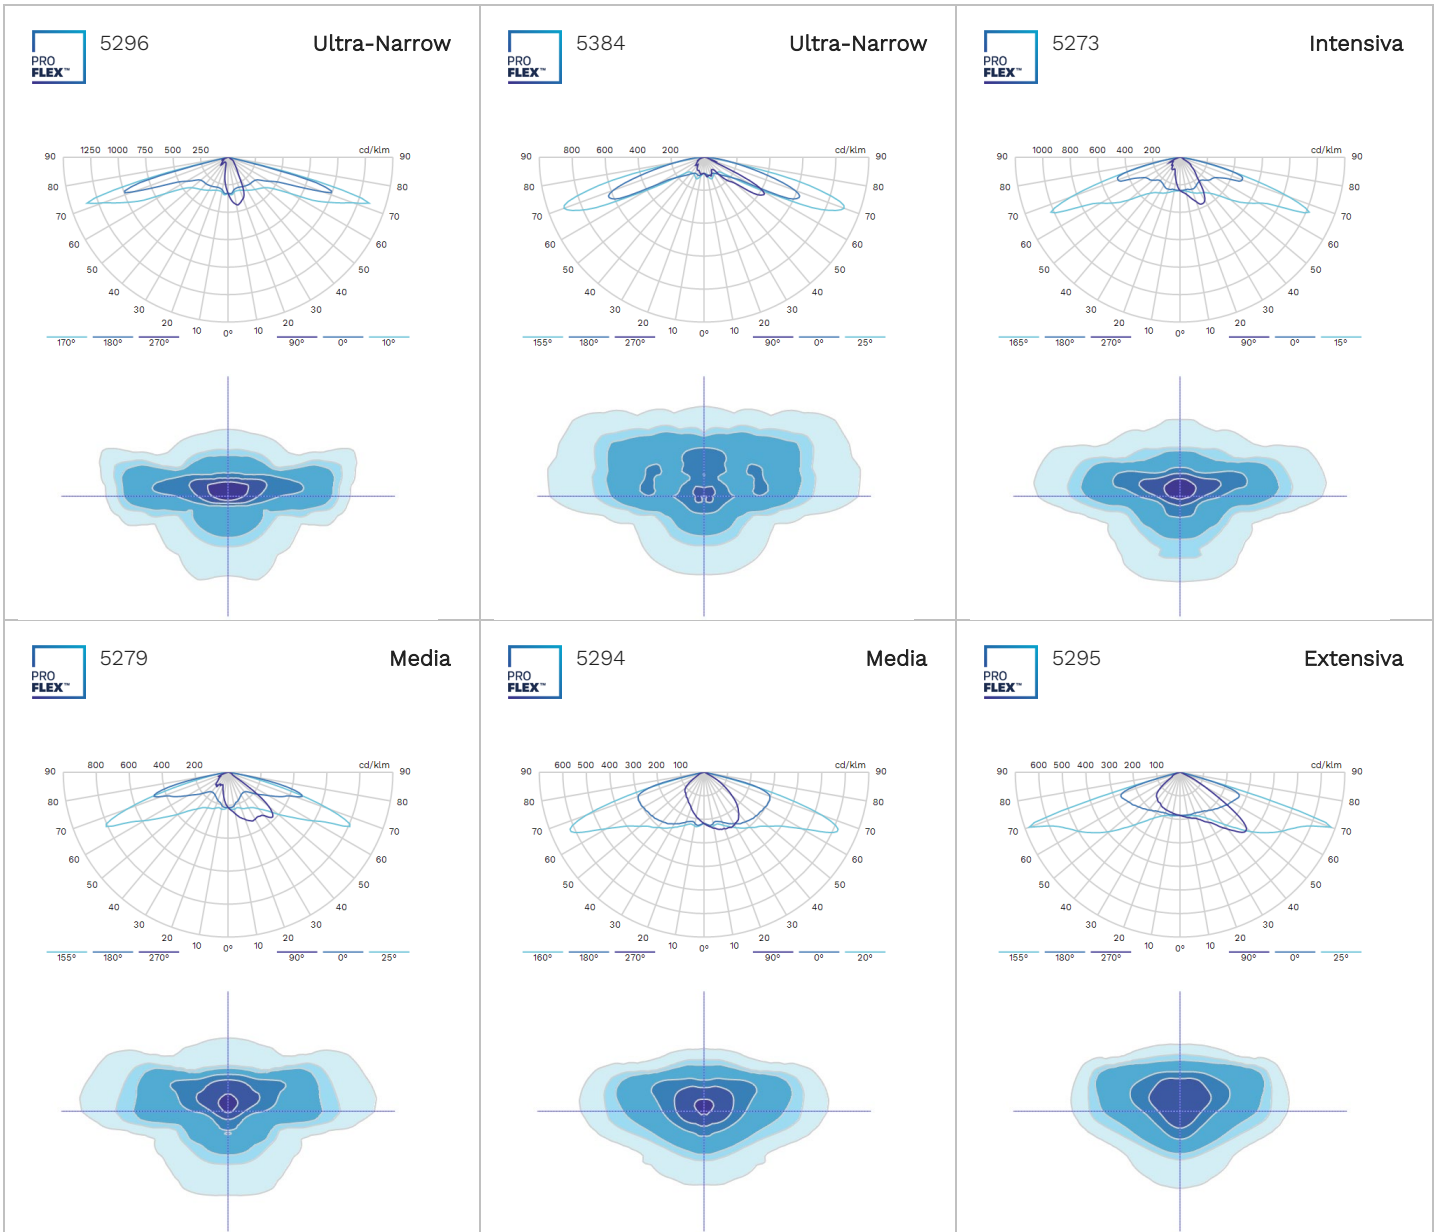 5296 Ultra-Narrow
PRO
FLEX™
90 1250 1000 750 500 250 cd/klm 90
80 80
70 70
60 60
50 50
40 40
30 30
20 10 0° 10 20
170° 180° 270° 90° 0° 10°
5384 Ultra-Narrow
PRO
FLEX™
90 800 600 400 200 cd/klm 90
80 80
70 70
60 60
50 50
40 40
30 30
20 10 0° 10 20
155° 180° 270° 90° 0° 25°
5273 Intensiva
PRO
FLEX™
90 1000 800 600 400 200 cd/klm 90
80 80
70 70
60 60
50 50
40 40
30 30
20 10 0° 10 20
165° 180° 270° 90° 0° 15°
5279 Media
PRO
FLEX™
90 800 600 400 200 cd/klm 90
80 80
70 70
60 60
50 50
40 40
30 30
20 10 0° 10 20
155° 180° 270° 90° 0° 25°
5294 Media
PRO
FLEX™
90 600 500 400 300 200 100 cd/klm 90
80 80
70 70
60 60
50 50
40 40
30 30
20 10 0° 10 20
160° 180° 270° 90° 0° 20°
5295 Extensiva
PRO
FLEX™
90 600 500 400 300 200 100 cd/klm 90
80 80
70 70
60 60
50 50
40 40
30 30
20 10 0° 10 20
155° 180° 270° 90° 0° 25°